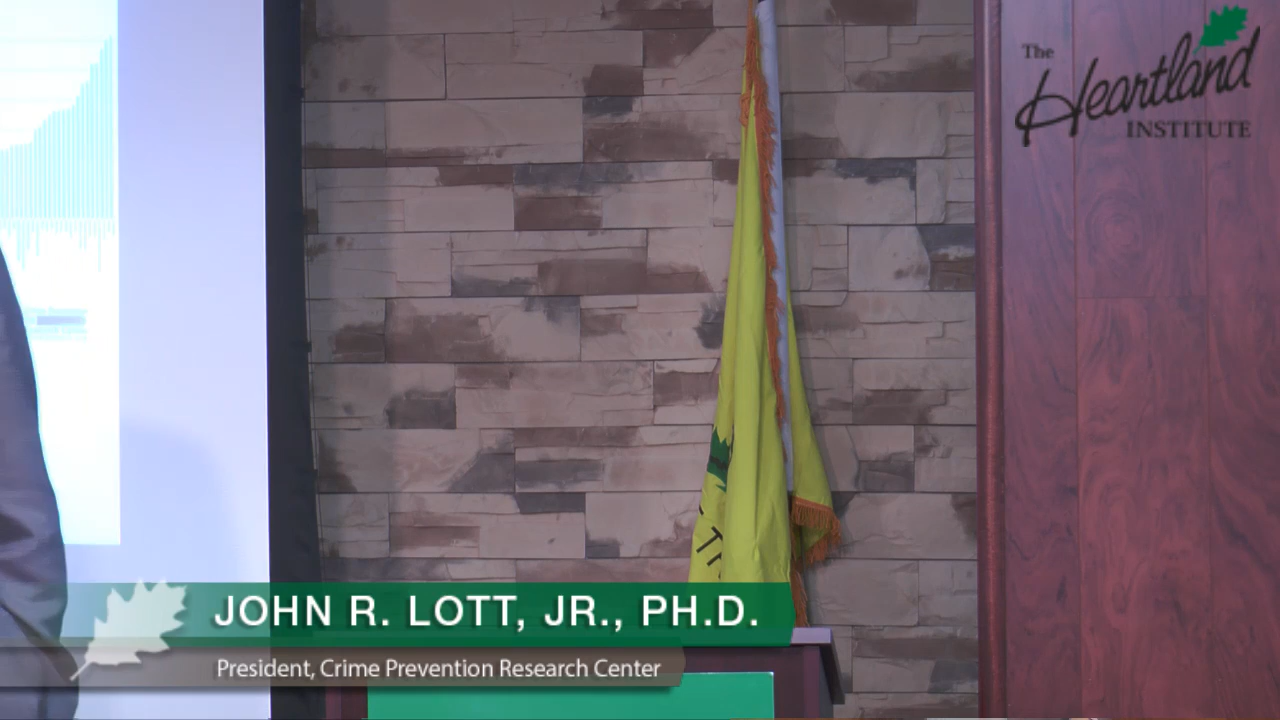 The
Heartland
INSTITUTE
JOHN R. LOTT, JR., PH.D.
President, Crime Prevention Research Center